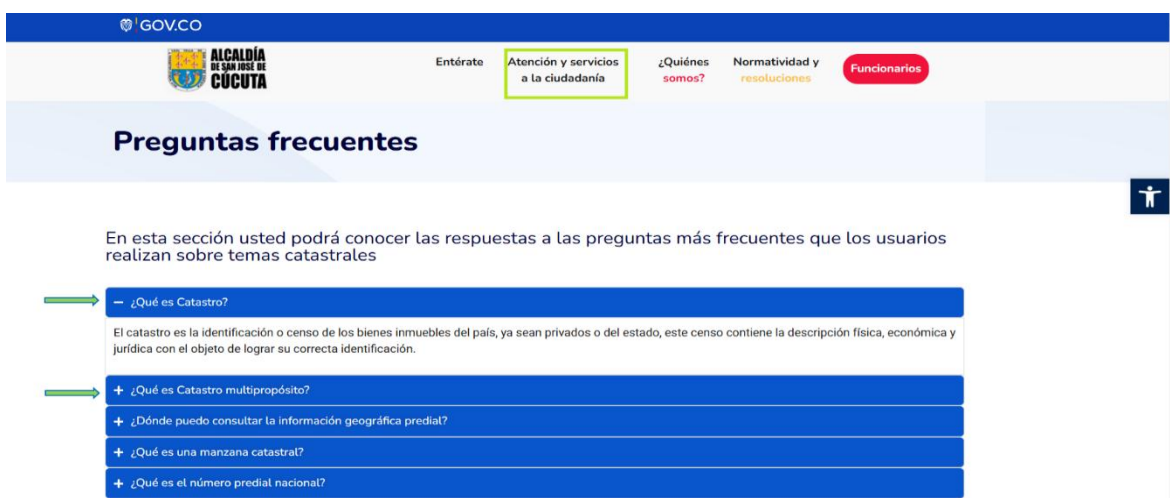 GOV.CO
ALCALDÍA
DE SAN JOSÉ DE
CÚCUTA
Entérate
Atención y servicios
a la ciudadanía
¿Quiénes
somos?
Normatividad y
resoluciones
Funcionarios
Preguntas frecuentes
En esta sección usted podrá conocer las respuestas a las preguntas más frecuentes que los usuarios
realizan sobre temas catastrales
¿Qué es Catastro?
El catastro es la identificación o censo de los bienes inmuebles del país, ya sean privados o del estado, este censo contiene la descripción física, económica y
jurídica con el objeto de lograr su correcta identificación.
¿Qué es Catastro multipropósito?
¿Dónde puedo consultar la información geográfica predial?
¿Qué es una manzana catastral?
¿Qué es el número predial nacional?